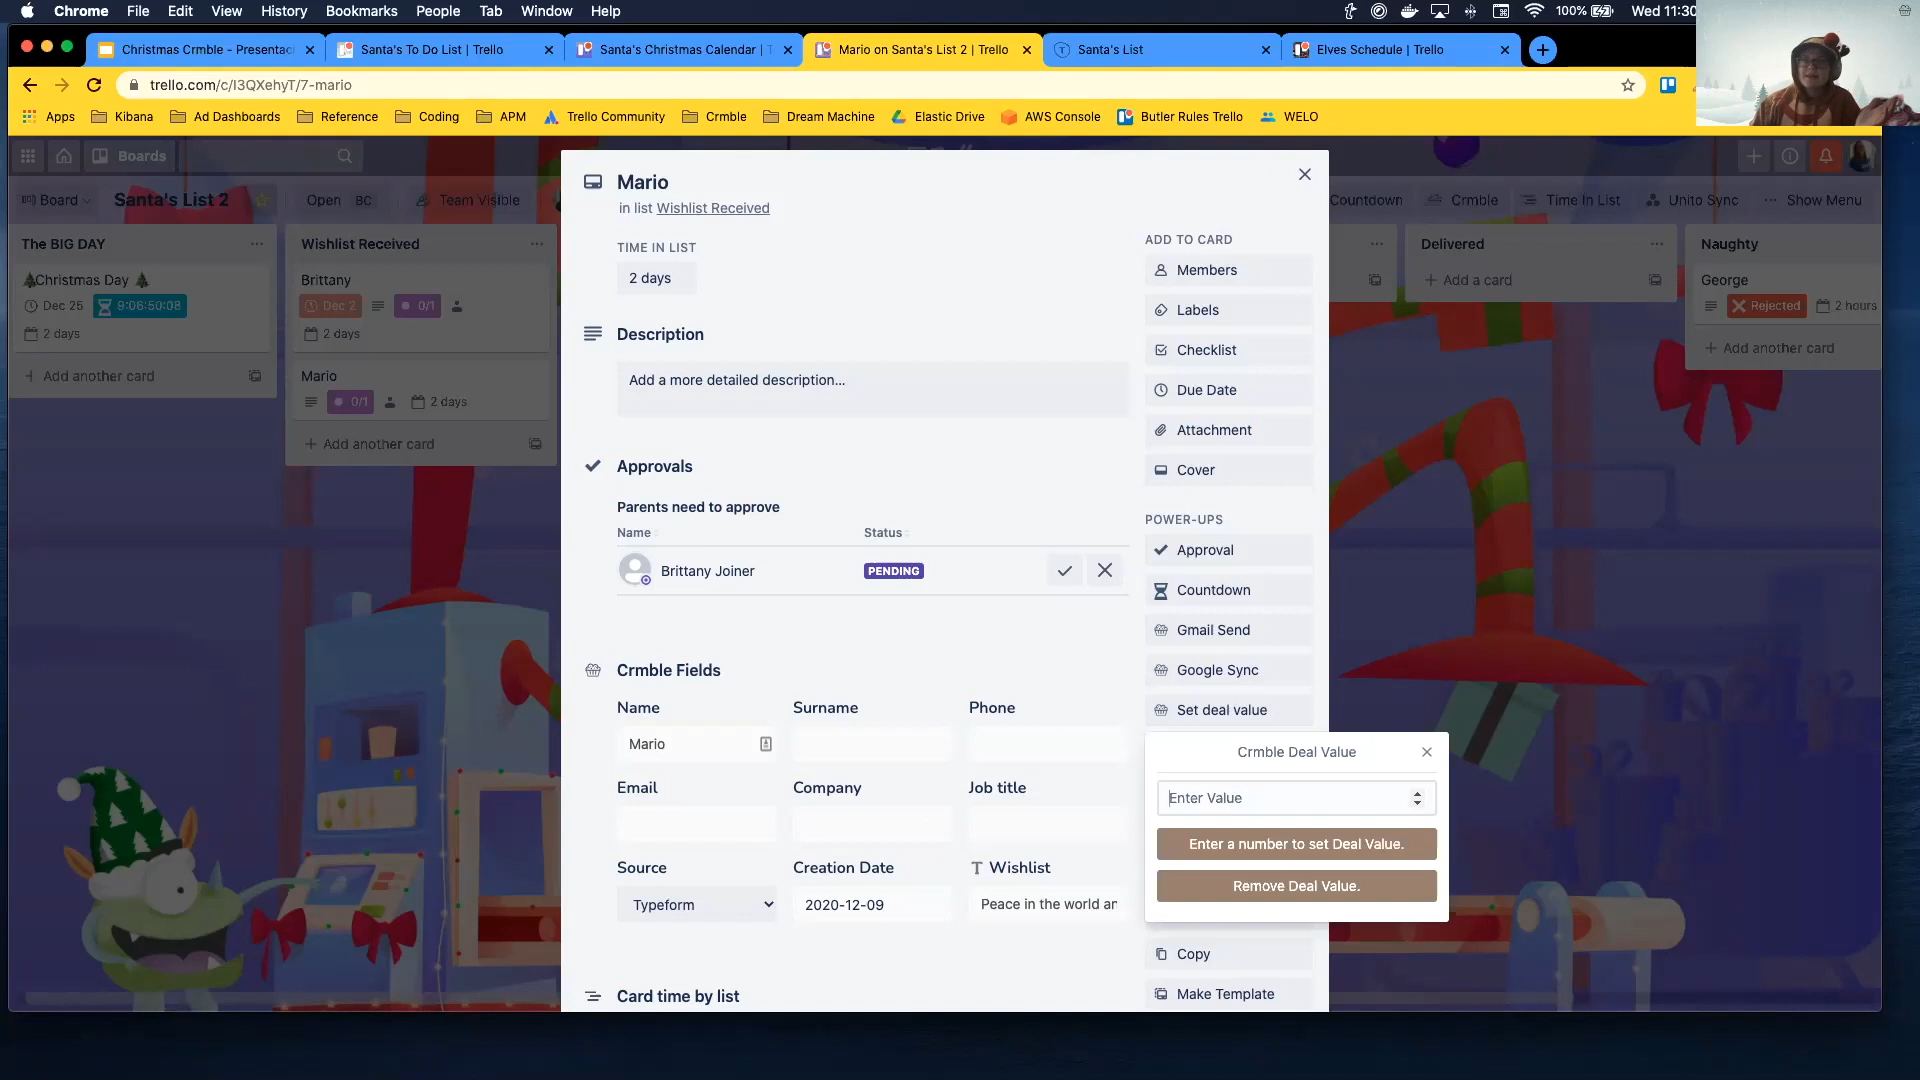 Chrome File Edit View History Bookmarks People Tab Window Help 100% Wed 11:30
Christmas Crmble - Presentac Santa's To Do List | Trello Santa's Christmas Calendar | T Mario on Santa's List 2 | Trello Santa's List Elves Schedule | Trello
trello.com/c/I3QXehyT/7-mario
Apps Kibana Ad Dashboards Reference Coding APM Trello Community Crmble Dream Machine Elastic Drive AWS Console Butler Rules Trello WELO
Boards
Board Santa's List 2 Open BC Team Visible Countdown Crmble Time In List Unito Sync Show Menu
The BIG DAY
Christmas Day
Dec 25 9:06:50:08
2 days
Add another card
Wishlist Received
Brittany
Dec 2 0/1
2 days
Mario
0/1 2 days
Add another card
Mario
in list Wishlist Received
TIME IN LIST
2 days
Description
Add a more detailed description...
Approvals
Parents need to approve
Name Status
Brittany Joiner PENDING
Crmble Fields
Name Surname Phone
Mario
Email Company Job title
Source Creation Date Wishlist
Typeform 2020-12-09 Peace in the world an
Card time by list
ADD TO CARD
Members
Labels
Checklist
Due Date
Attachment
Cover
POWER-UPS
Approval
Countdown
Gmail Send
Google Sync
Set deal value
Crmble Deal Value
Enter Value
Enter a number to set Deal Value.
Remove Deal Value.
Copy
Make Template
Delivered
Add a card
Naughty
George
Rejected 2 hours
Add another card